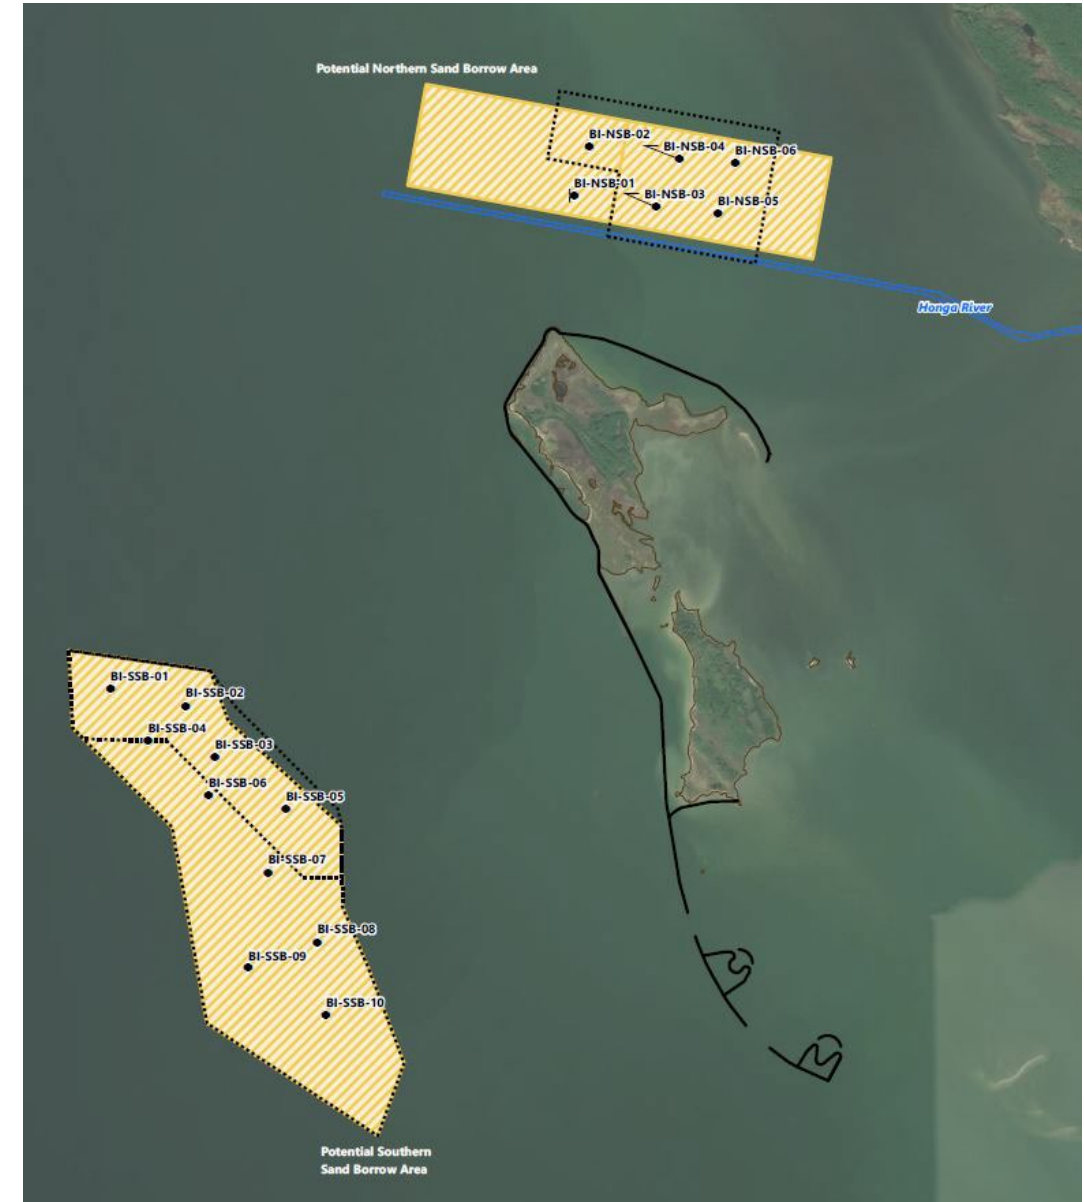 Potential Northern Sand Borrow Area
BI-NSB-02
BI-NSB-04
BI-NSB-06
BI-NSB-01
BI-NSB-03
BI-NSB-05
Honga River
BI-SSB-01
BI-SSB-02
BI-SSB-04
BI-SSB-03
BI-SSB-06
BI-SSB-05
BI-SSB-07
BI-SSB-08
BI-SSB-09
BI-SSB-10
Potential Southern
Sand Borrow Area